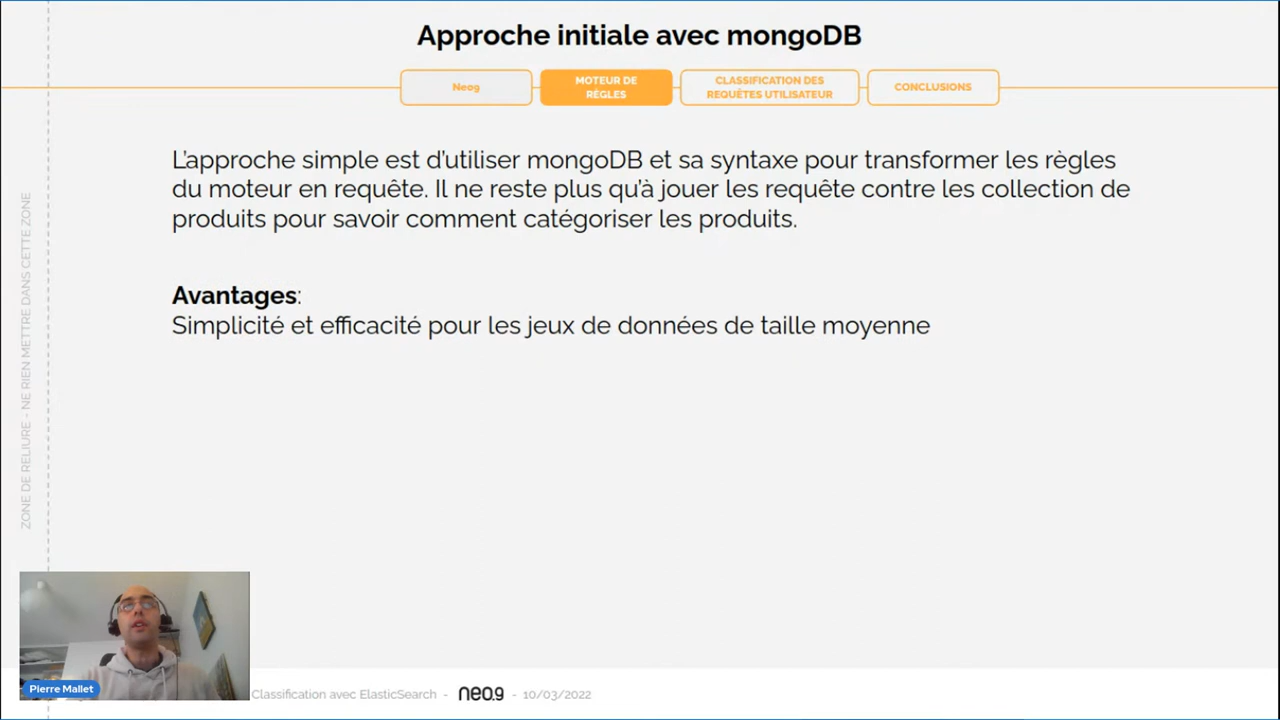 Approche initiale avec mongoDB
Neo9
MOTEUR DE
RÈGLES
CLASSIFICATION DES
REQUÊTES UTILISATEUR
CONCLUSIONS
L'approche simple est d'utiliser mongoDB et sa syntaxe pour transformer les règles
du moteur en requête. Il ne reste plus qu'à jouer les requête contre les collection de
produits pour savoir comment catégoriser les produits.
Avantages:
Simplicité et efficacité pour les jeux de données de taille moyenne
ZONE DE RELIURE - NE RIEN METTRE DANS CETTE ZONE
Pierre Mallet
Classification avec ElasticSearch - neo.9 - 10/03/2022